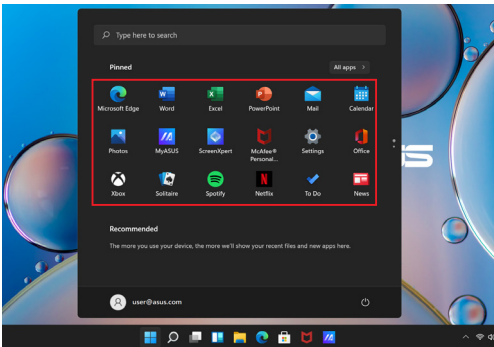 Type here to search
Pinned
All apps >
Microsoft Edge
Word
Excel
PowerPoint
Mail
Calendar
Photos
MyASUS
ScreenXpert
McAfee®
Personal...
Settings
Office
Xbox
Solitaire
Spotify
Netflix
To Do
News
Recommended
The more you use your device, the more we'll show your recent files and new apps here.
user@asus.com